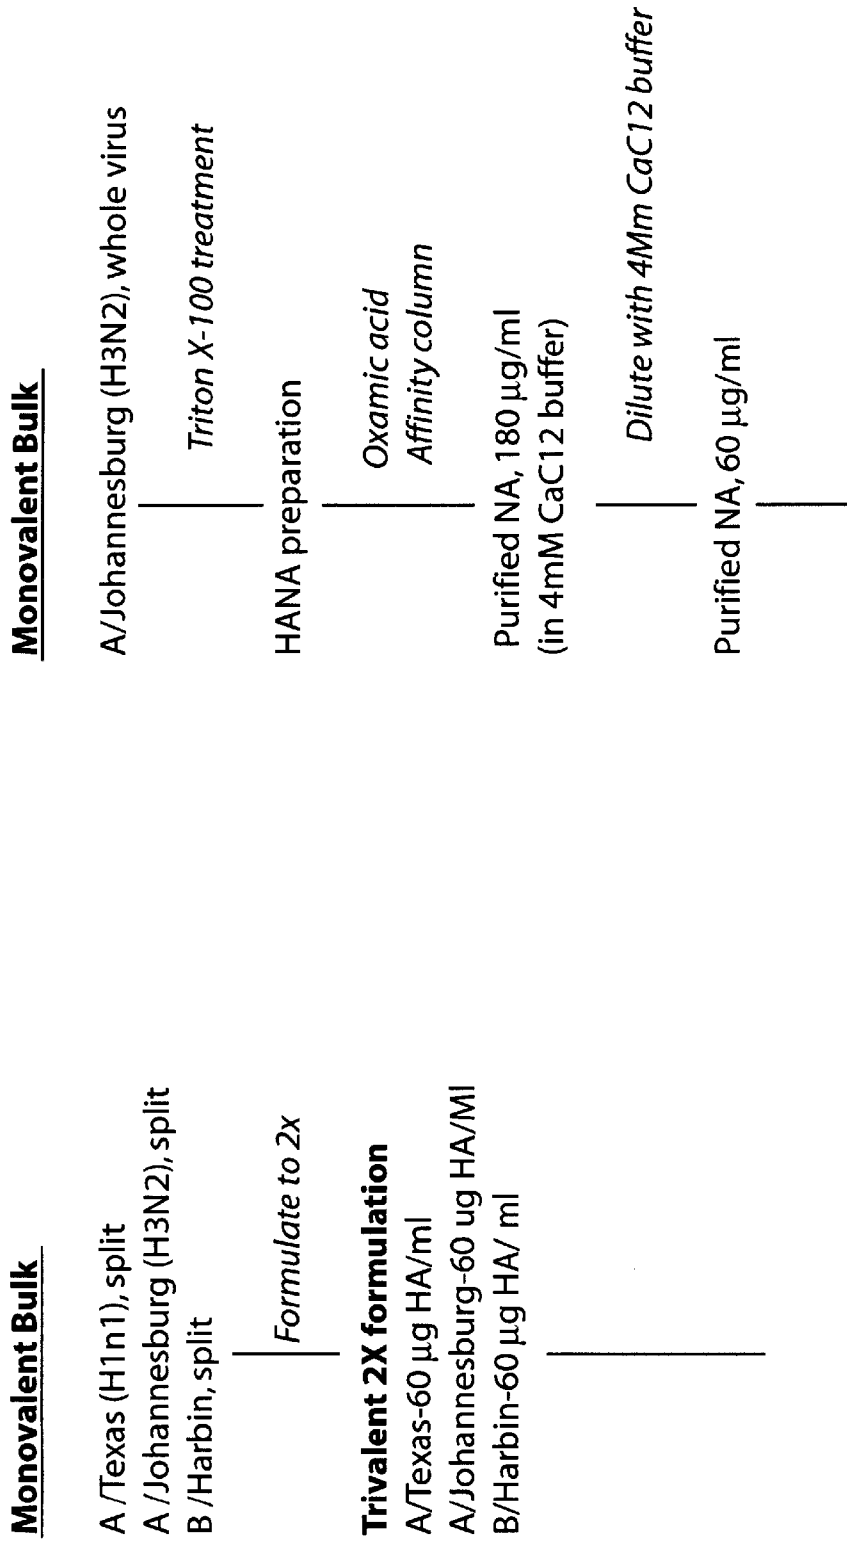 Monovalent Bulk
A /Texas (H1n1), split
A /Johannesburg (H3N2), split
B /Harbin, split
Formulate to 2x
Trivalent 2X formulation
A/Texas-60 µg HA/ml
A/Johannesburg-60 ug HA/Ml
B/Harbin-60 µg HA/ ml
Monovalent Bulk
A/Johannesburg (H3N2), whole virus
Triton X-100 treatment
HANA preparation
Oxamic acid
Affinity column
Purified NA, 180 µg/ml
(in 4mM CaC12 buffer)
Dilute with 4Mm CaC12 buffer
Purified NA, 60 µg/ml